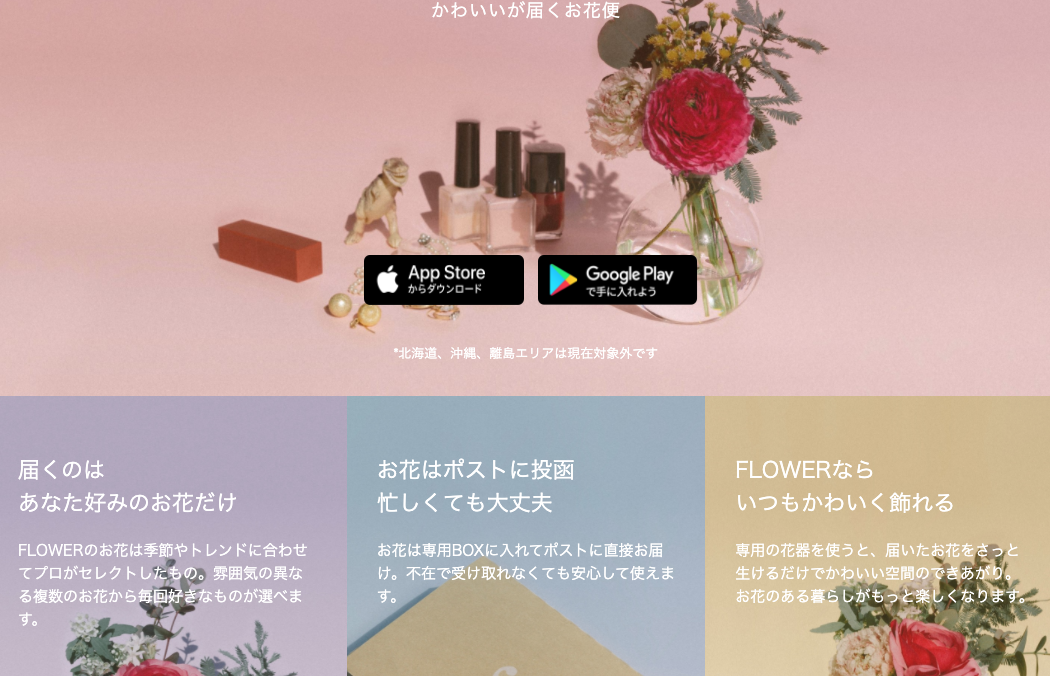 かわいいが届くお花便
App Store
からダウンロード
Google Play
で手に入れよう
*北海道、沖縄、離島エリアは現在対象外です
届くのは
あなた好みのお花だけ
FLOWERのお花は季節やトレンドに合わせ
てプロがセレクトしたもの。雰囲気の異な
る複数のお花から毎回好きなものが選べま
す。
お花はポストに投函
忙しくても大丈夫
お花は専用BOXに入れてポストに直接お届
け。不在で受け取れなくても安心して使えま
す。
FLOWERなら
いつもかわいく飾れる
専用の花器を使うと、届いたお花をさっと
生けるだけでかわいい空間のできあがり。
お花のある暮らしがもっと楽しくなります。